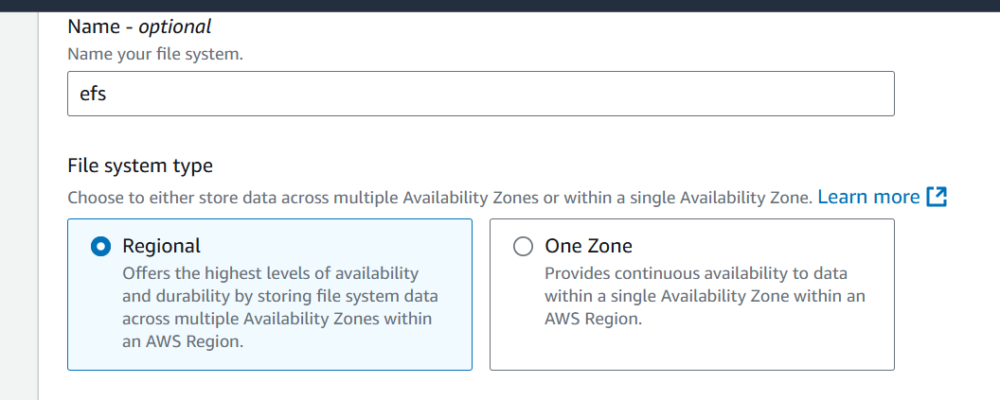 Name - optional
Name your file system.
efs
File system type
Choose to either store data across multiple Availability Zones or within a single Availability Zone. Learn more
Regional
Offers the highest levels of availability
and durability by storing file system data
across multiple Availability Zones within
an AWS Region.
One Zone
Provides continuous availability to data
within a single Availability Zone within an
AWS Region.